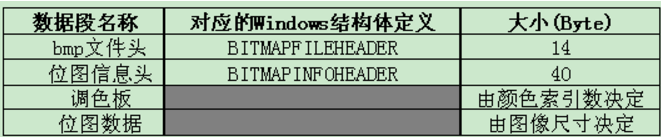 数据段名称 对应的Windows结构体定义 大小(Byte)
bmp文件头 BITMAPFILEHEADER 14
位图信息头 BITMAPINFOHEADER 40
调色板 由颜色索引数决定
位图数据 由图像尺寸决定